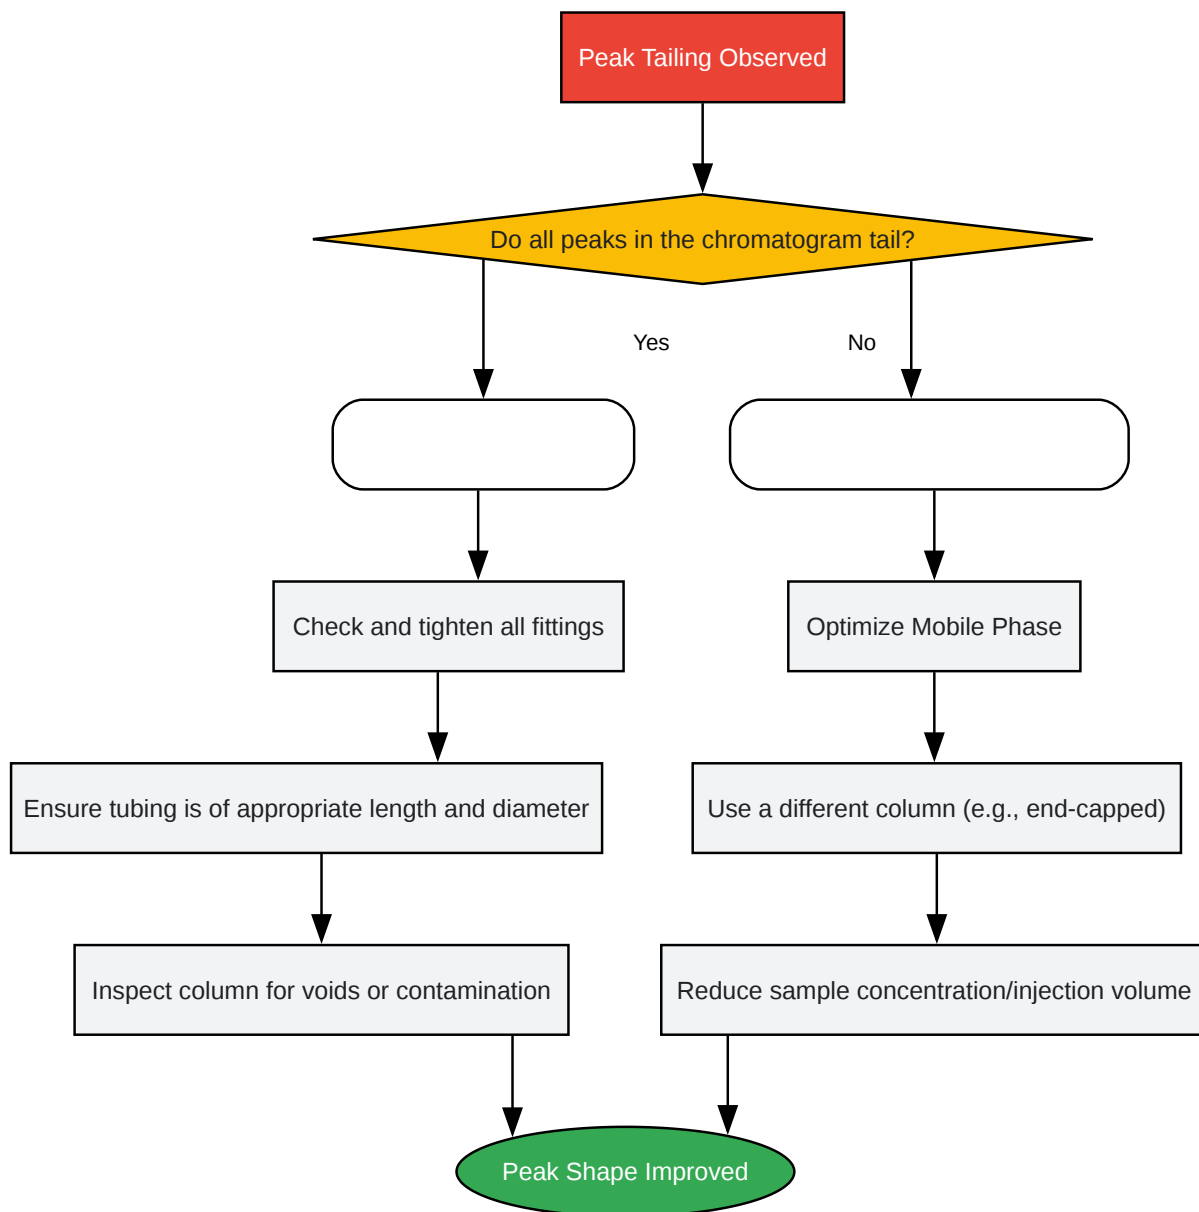 Peak Tailing Observed
Do all peaks in the chromatogram tail?
Yes
No
Check and tighten all fittings
Optimize Mobile Phase
Ensure tubing is of appropriate length and diameter
Use a different column (e.g., end-capped)
Inspect column for voids or contamination
Reduce sample concentration/injection volume
Peak Shape Improved